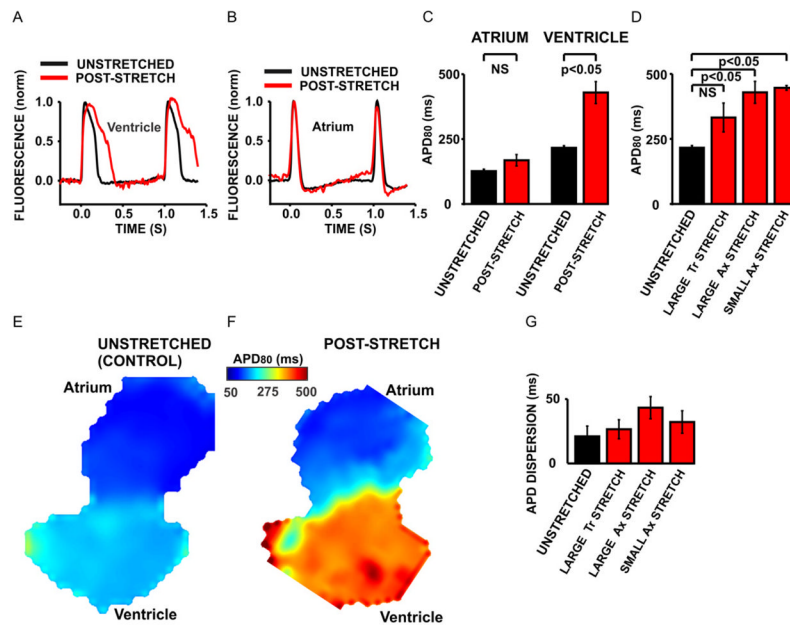 A
UNSTRETCHED
POST-STRETCH
FLUORESCENCE (norm)
1.0
0.5
0.0
Ventricle
0.0 0.5 1.0 1.5
TIME (S)
B
UNSTRETCHED
POST-STRETCH
FLUORESCENCE (norm)
1.0
0.5
0.0
Atrium
0.0 0.5 1.0 1.5
TIME (S)
C
ATRIUM VENTRICLE
NS
p<0.05
APD80 (ms)
500
250
0
UNSTRETCHED
POST-STRETCH
UNSTRETCHED
POST-STRETCH
D
p<0.05
p<0.05
NS
APD80 (ms)
500
250
0
UNSTRETCHED
LARGE Tr STRETCH
LARGE Ax STRETCH
SMALL Ax STRETCH
E
UNSTRETCHED
(CONTROL)
Atrium
Ventricle
F
POST-STRETCH
APD80 (ms)
50 275 500
Atrium
Ventricle
G
APD DISPERSION (ms)
50
0
UNSTRETCHED
LARGE Tr STRETCH
LARGE Ax STRETCH
SMALL Ax STRETCH